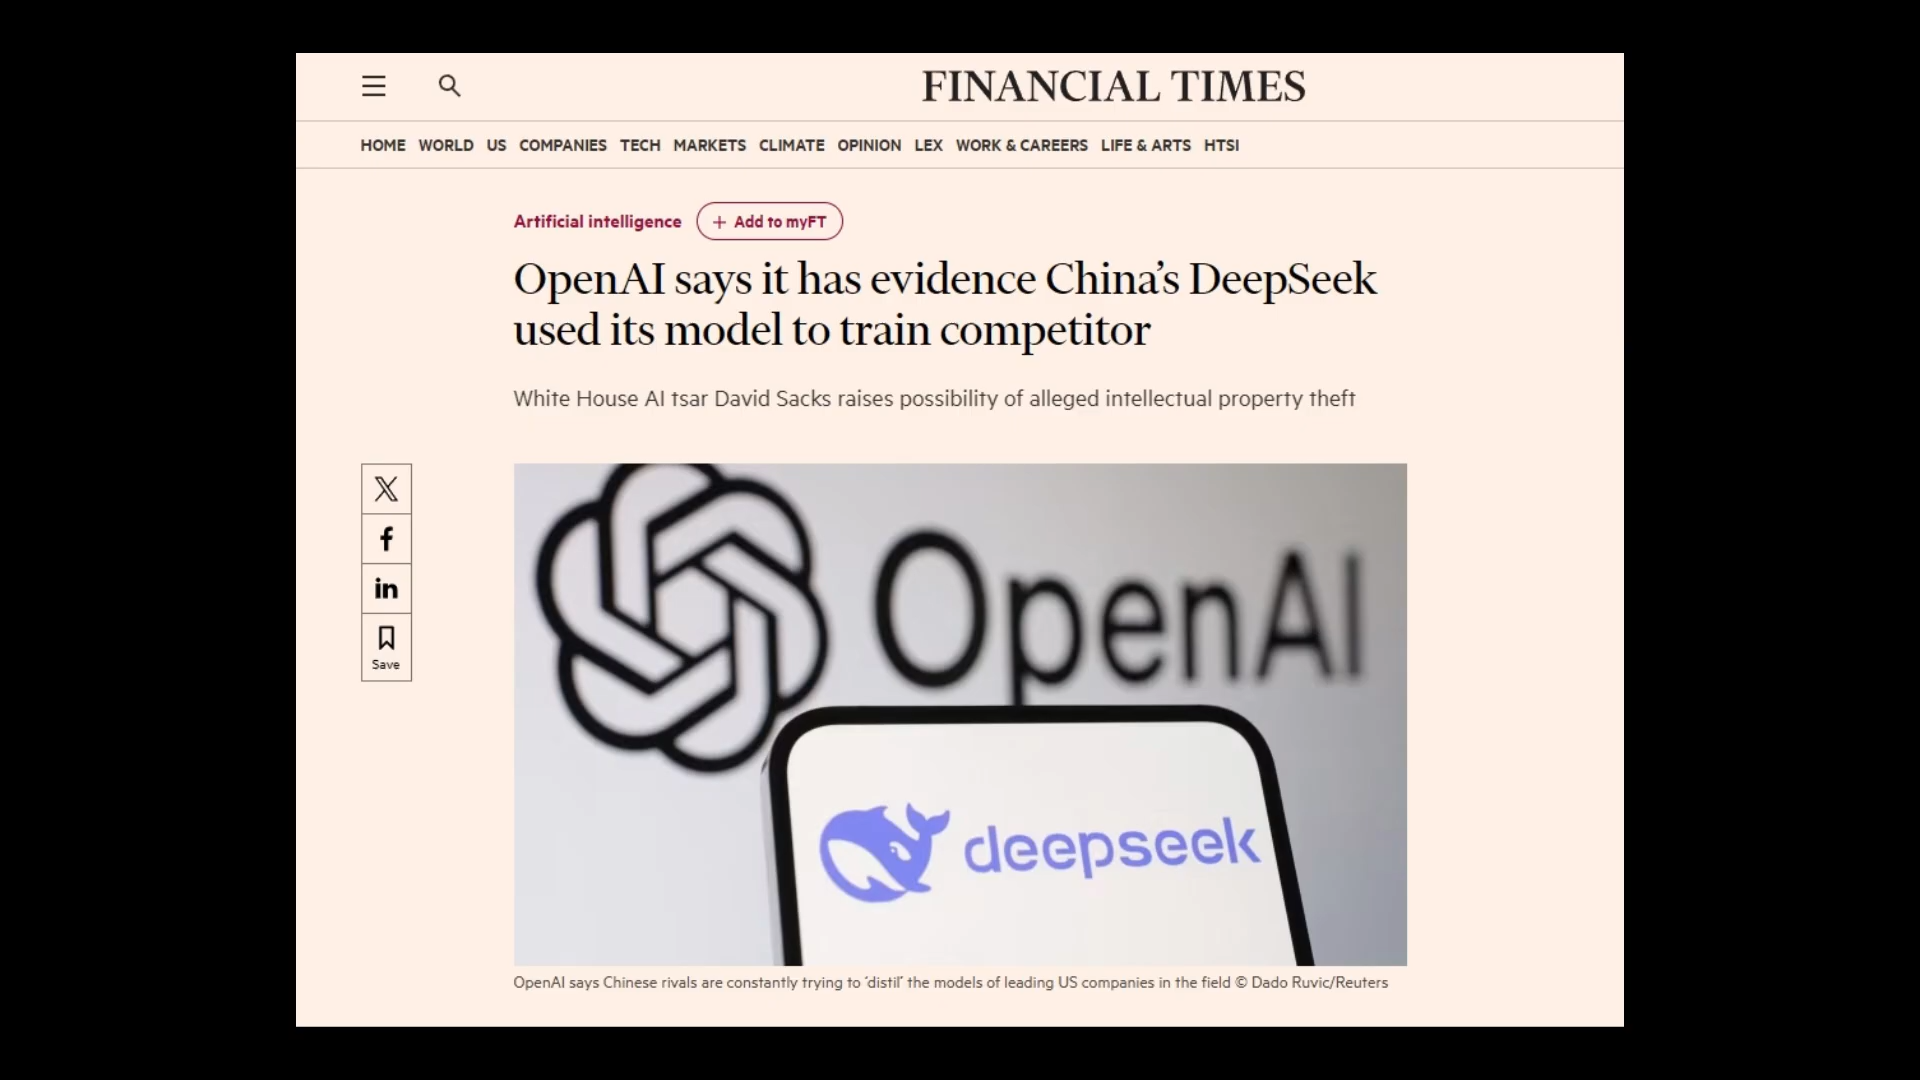 FINANCIAL TIMES
HOME WORLD US COMPANIES TECH MARKETS CLIMATE OPINION LEX WORK & CAREERS LIFE & ARTS HTSI
Artificial intelligence + Add to myFT
OpenAI says it has evidence China’s DeepSeek
used its model to train competitor
White House AI tsar David Sacks raises possibility of alleged intellectual property theft
Save
OpenAI
deepseek
OpenAI says Chinese rivals are constantly trying to ‘distil’ the models of leading US companies in the field © Dado Ruvic/Reuters